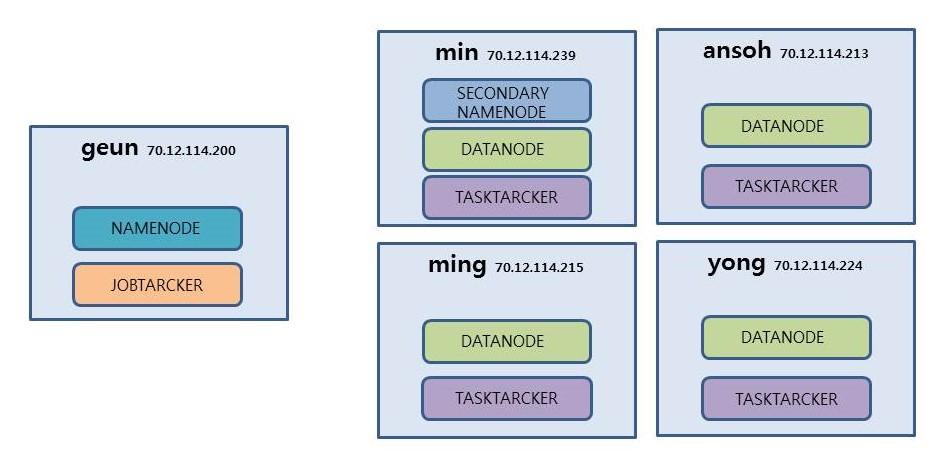 geun 70.12.114.200
NAMENODE
JOBTARCKER
min 70.12.114.239
SECONDARY
NAMENODE
DATANODE
TASKTARCKER
ansoh 70.12.114.213
DATANODE
TASKTARCKER
ming 70.12.114.215
DATANODE
TASKTARCKER
yong 70.12.114.224
DATANODE
TASKTARCKER